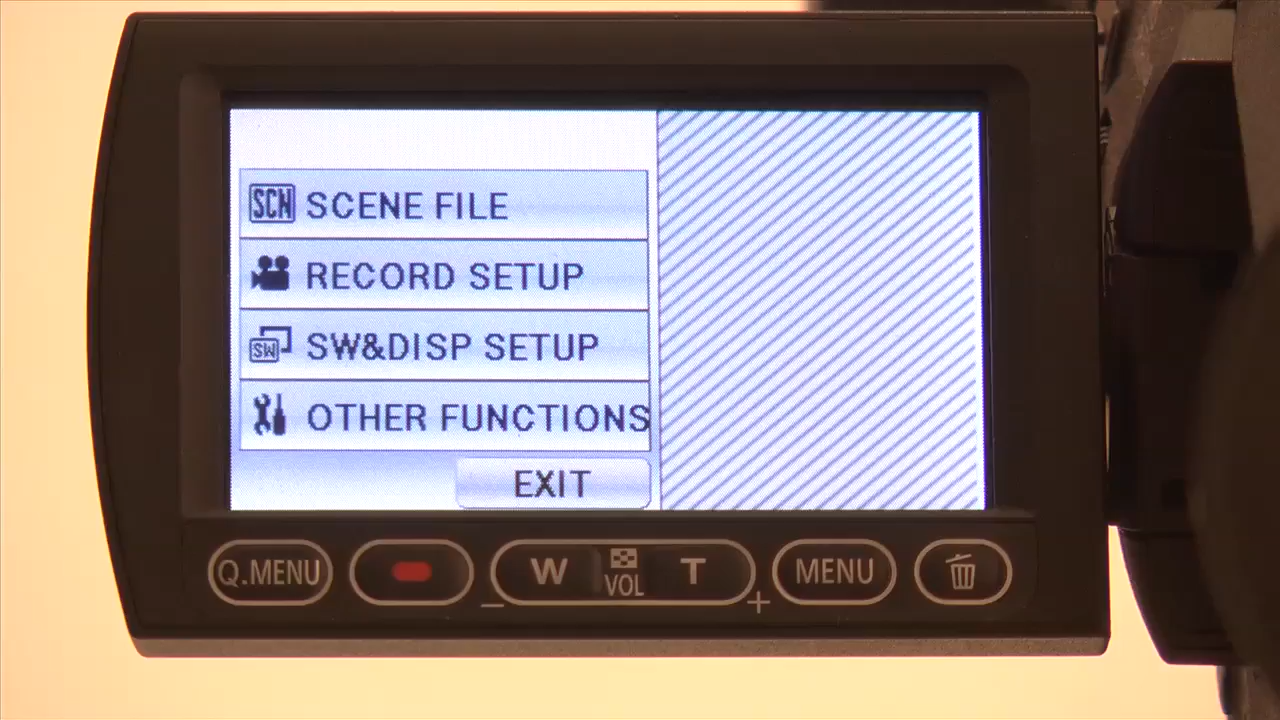 SCN SCENE FILE
RECORD SETUP
SW SW&DISP SETUP
OTHER FUNCTIONS
EXIT
Q.MENU W VOL T MENU
− +